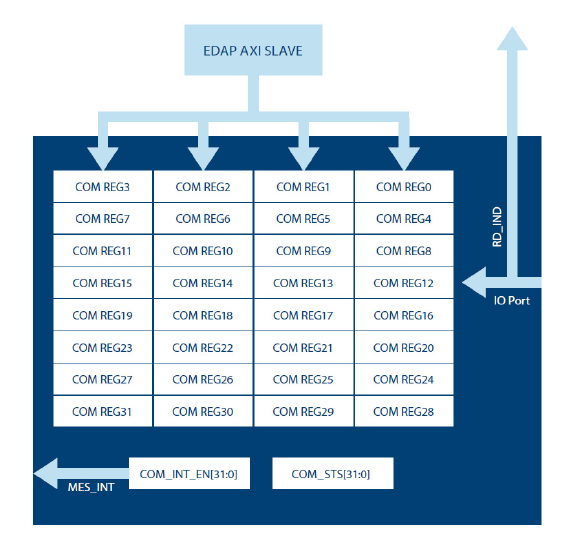 EDAP AXI SLAVE
RD_IND
COM REG3 COM REG2 COM REG1 COM REG0
COM REG7 COM REG6 COM REG5 COM REG4
COM REG11 COM REG10 COM REG9 COM REG8
COM REG15 COM REG14 COM REG13 COM REG12
IO Port
COM REG19 COM REG18 COM REG17 COM REG16
COM REG23 COM REG22 COM REG21 COM REG20
COM REG27 COM REG26 COM REG25 COM REG24
COM REG31 COM REG30 COM REG29 COM REG28
COM_INT_EN[31:0] COM_STS[31:0]
MES_INT